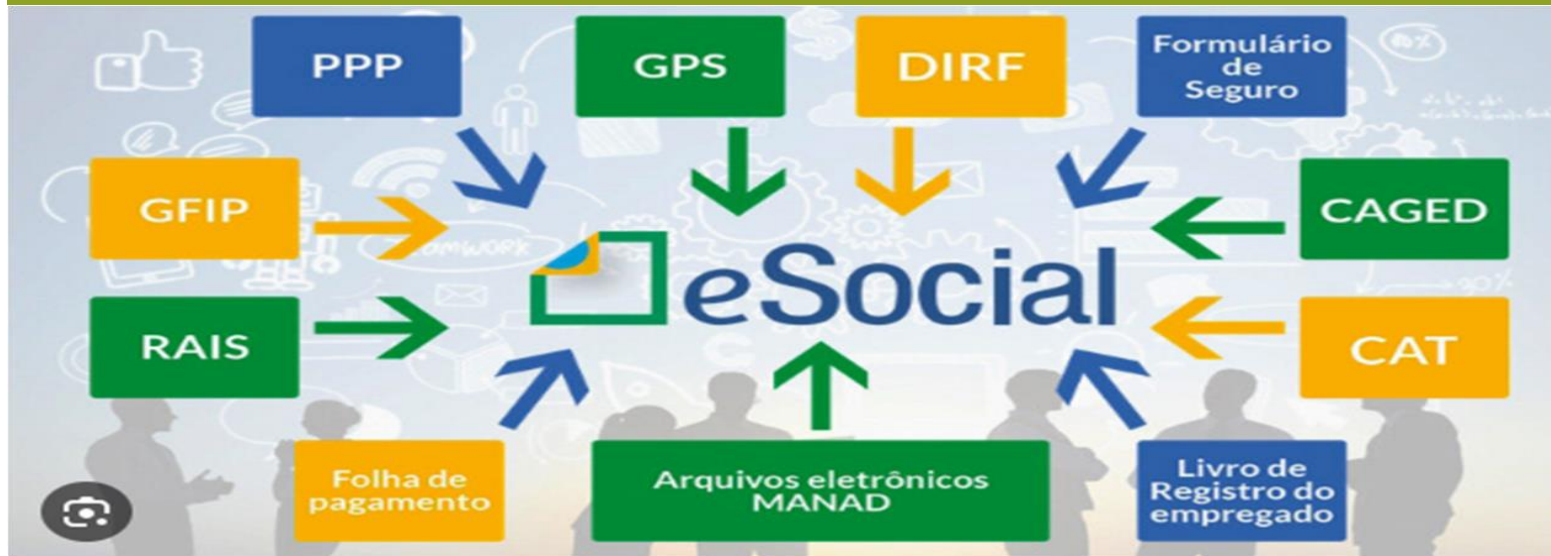 PPP
GPS
DIRF
Formulário
de
Seguro
GFIP
CAGED
TEAMWORK
eSocial
RAIS
CAT
Folha de
pagamento
Arquivos eletrônicos
MANAD
Livro de
Registro do
empregado